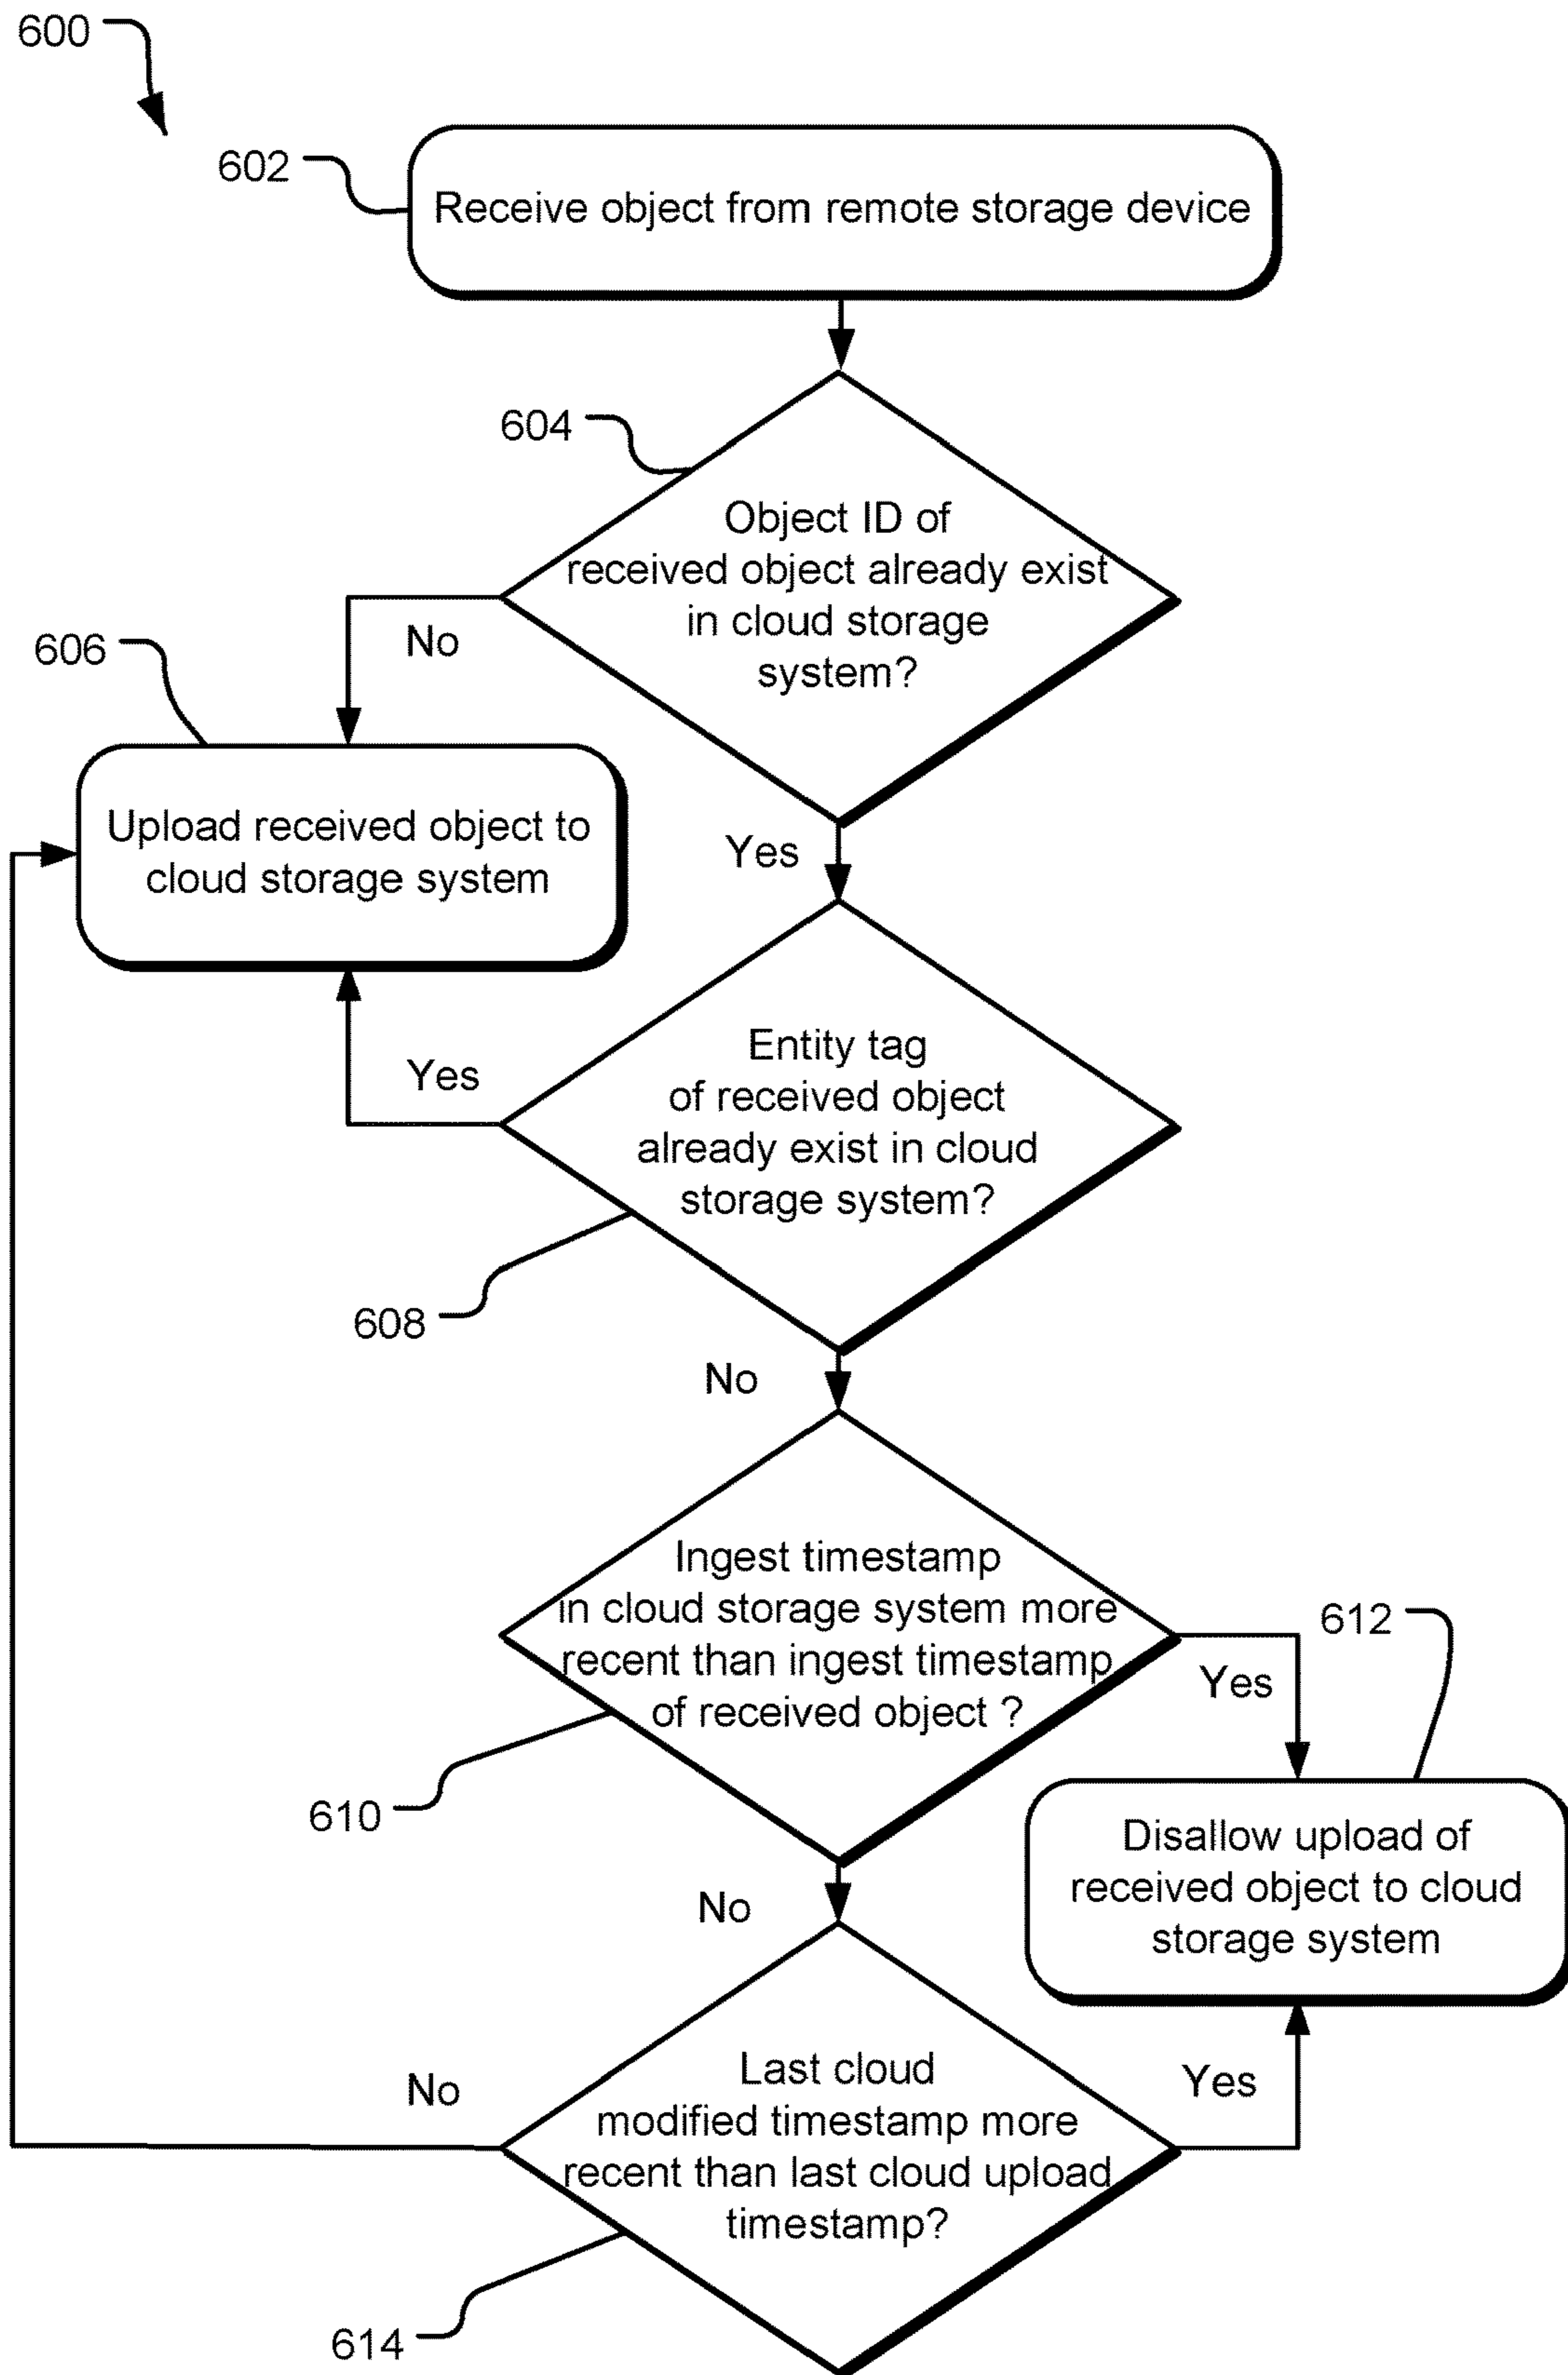 600
602
Receive object from remote storage device
604
Object ID of
received object already exist
in cloud storage
system?
No
606
Upload received object to
cloud storage system
Yes
Entity tag
of received object
already exist in cloud
storage system?
Yes
608
No
Ingest timestamp
in cloud storage system more
recent than ingest timestamp
of received object ?
612
Yes
610
Disallow upload of
received object to cloud
storage system
No
Last cloud
modified timestamp more
recent than last cloud upload
timestamp?
No
Yes
614